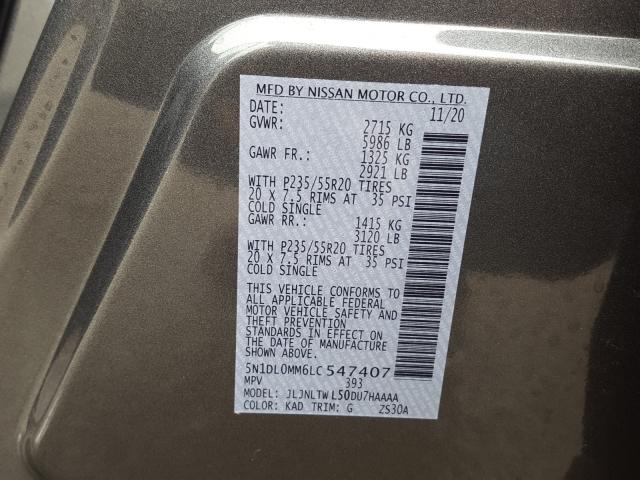 MFD BY NISSAN MOTOR CO., LTD.
DATE: 11/20
GVWR: 2715 KG
5986 LB
GAWR FR.: 1325 KG
2921 LB
WITH P235/55R20 TIRES
20 X 7.5 RIMS AT 35 PSI
COLD SINGLE
GAWR RR.: 1415 KG
3120 LB
WITH P235/55R20 TIRES
20 X 7.5 RIMS AT 35 PSI
COLD SINGLE
THIS VEHICLE CONFORMS TO
ALL APPLICABLE FEDERAL
MOTOR VEHICLE SAFETY AND
THEFT PREVENTION
STANDARDS IN EFFECT ON
THE DATE OF MANUFACTURE
SHOWN ABOVE.
5N1DL0MM6LC547407
MPV 393
MODEL: JLJNLTWL50DU7HAAAA
COLOR: KAD TRIM: G ZS30A